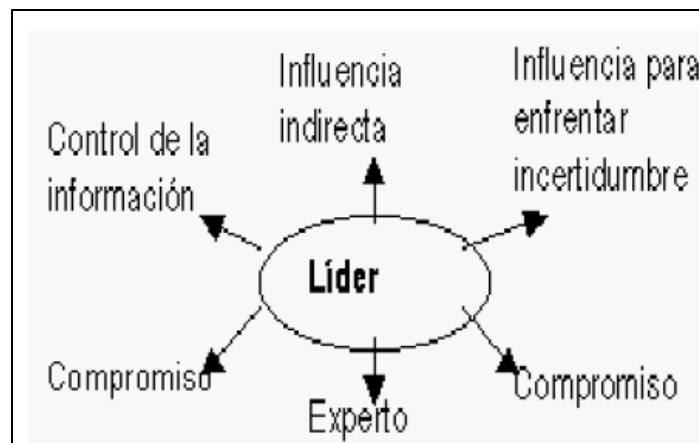 Influencia
indirecta
Influencia para
enfrentar
incertidumbre
Control de la
información
Líder
Compromiso
Experto
Compromiso